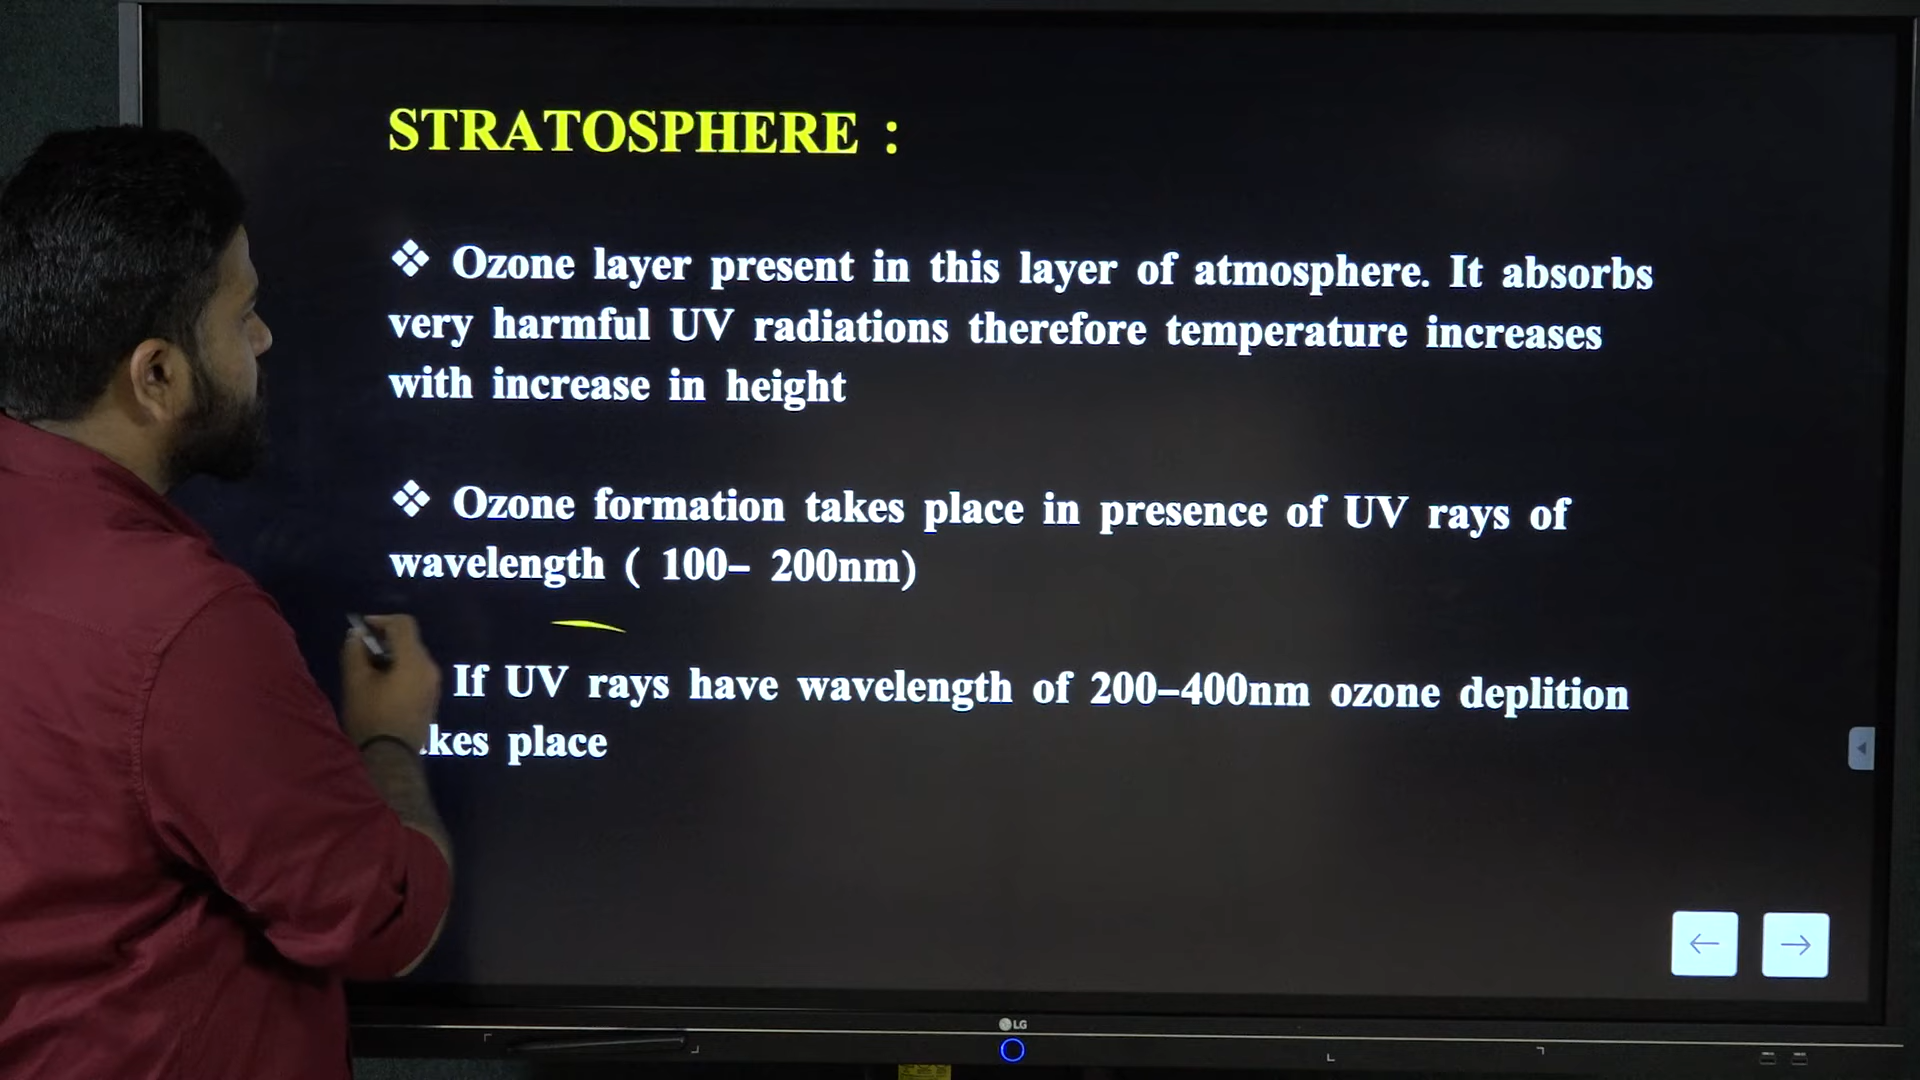 STRATOSPHERE :
❖ Ozone layer present in this layer of atmosphere. It absorbs
very harmful UV radiations therefore temperature increases
with increase in height
❖ Ozone formation takes place in presence of UV rays of
wavelength ( 100– 200nm)
If UV rays have wavelength of 200–400nm ozone deplition
place
LG